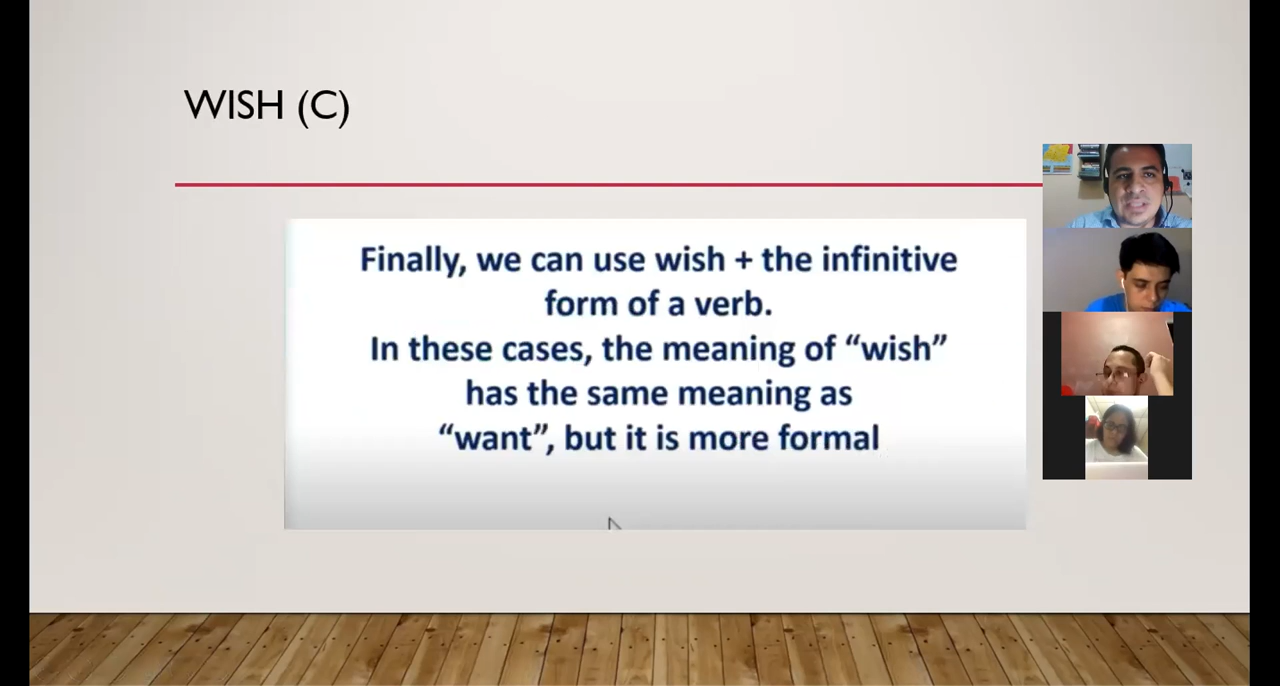 WISH (C)
Finally, we can use wish + the infinitive
form of a verb.
In these cases, the meaning of “wish”
has the same meaning as
“want”, but it is more formal